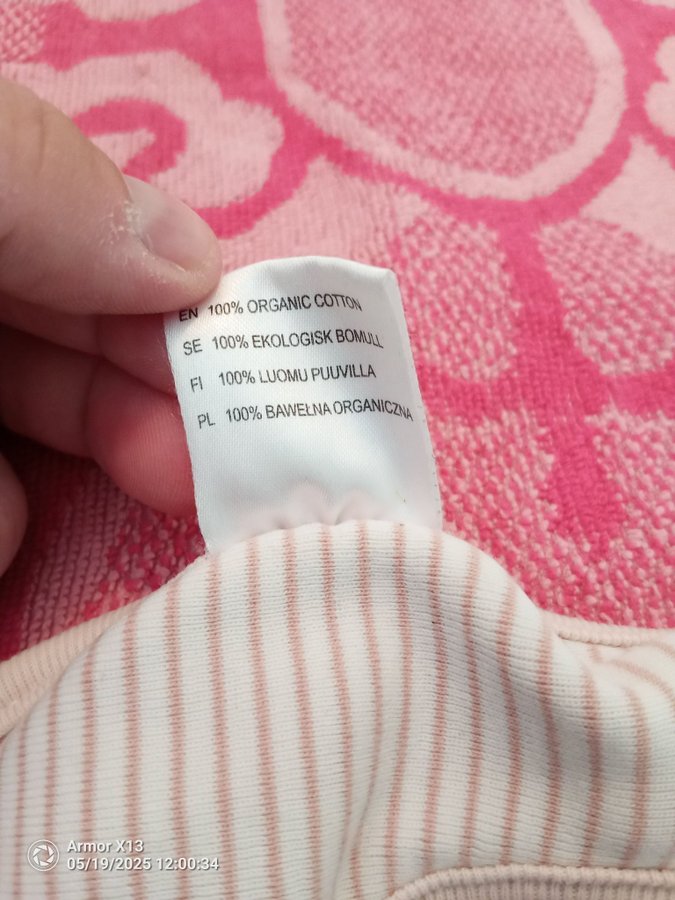 EN 100% ORGANIC COTTON
SE 100% EKOLOGISK BOMULL
FI 100% LUOMU PUUVILLA
PL 100% BAWEŁNA ORGANICZNA
Armor X13
05/19/2025 12:00:34